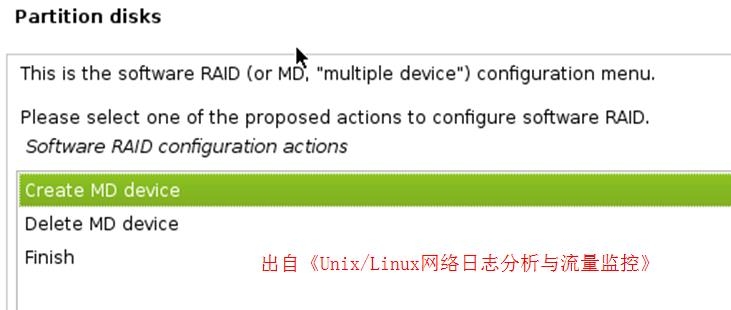 Partition disks
This is the software RAID (or MD, "multiple device") configuration menu.
Please select one of the proposed actions to configure software RAID.
Software RAID configuration actions
Create MD device
Delete MD device
Finish
出自《Unix/Linux网络日志分析与流量监控》